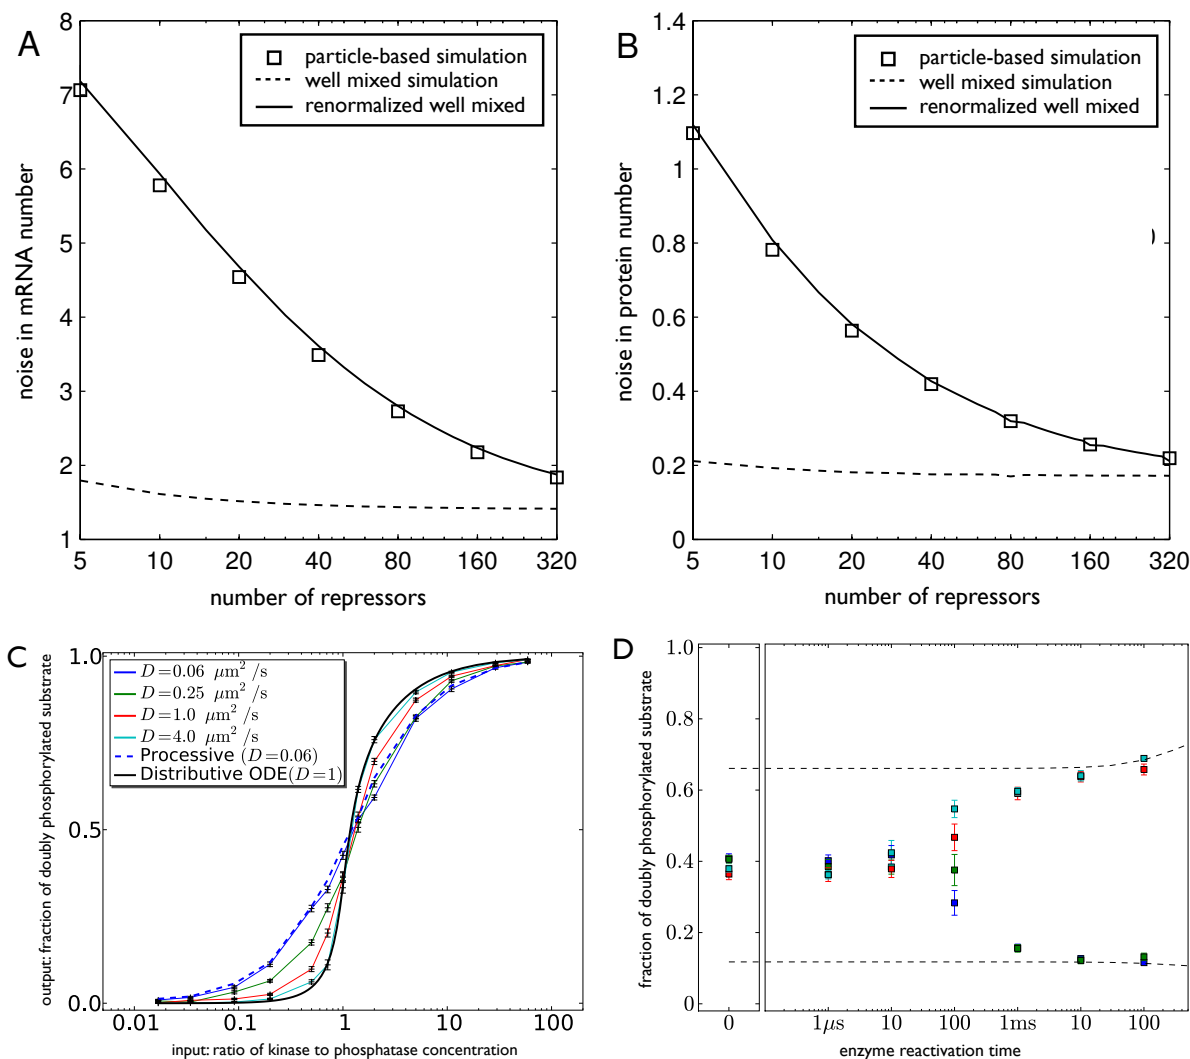 A
8
7
6
5
4
3
2
1
noise in mRNA number
particle-based simulation
well mixed simulation
renormalized well mixed
5 10 20 40 80 160 320
number of repressors
B
1.4
1.2
1
0.8
0.6
0.4
0.2
0
noise in protein number
particle-based simulation
well mixed simulation
renormalized well mixed
)
5 10 20 40 80 160 320
number of repressors
C
1.0
0.5
0.0
output: fraction of doubly phosphorylated substrate
D=0.06 μm² /s
D=0.25 μm² /s
D=1.0 μm² /s
D=4.0 μm² /s
Processive (D=0.06)
Distributive ODE(D=1)
0.01 0.1 1 10 100
input: ratio of kinase to phosphatase concentration
D
1.0
0.8
0.6
0.4
0.2
0.0
fraction of doubly phosphorylated substrate
0 1μs 10 100 1ms 10 100
enzyme reactivation time